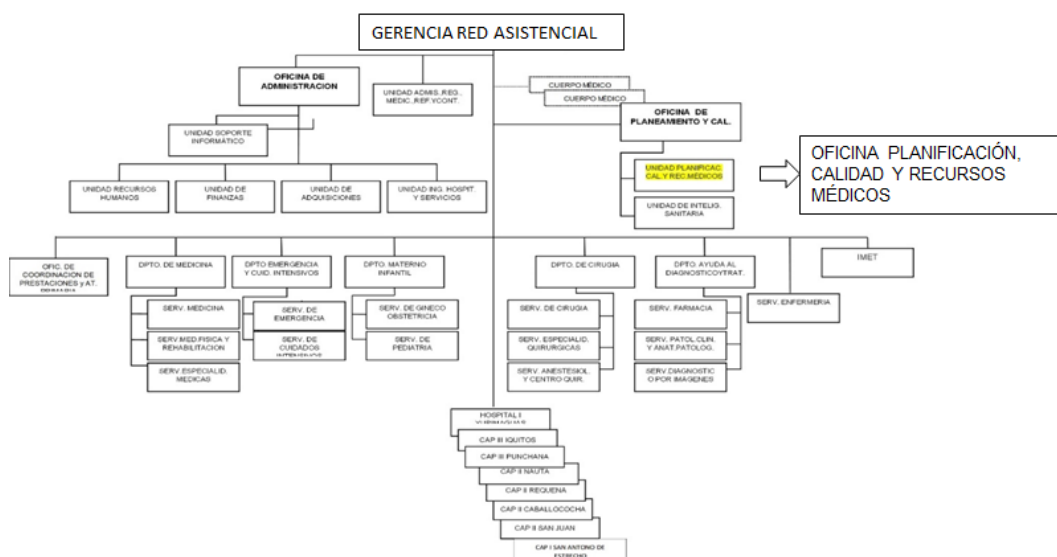 GERENCIA RED ASISTENCIAL
OFICINA DE
ADMINISTRACION
UNIDAD ADMIS.,REG.,
MEDIC.,REF.YCONT.
CUERPO MÉDICO
CUERPO MÉDICO
OFICINA DE
PLANEAMIENTO Y CAL.
UNIDAD SOPORTE
INFORMÁTICO
UNIDAD PLANIFICAC.
CAL.Y REC.MÉDICOS
OFICINA PLANIFICACIÓN,
CALIDAD Y RECURSOS
MÉDICOS
UNIDAD RECURSOS
HUMANOS
UNIDAD DE
FINANZAS
UNIDAD DE
ADQUISICIONES
UNIDAD ING. HOSPIT
Y SERVICIOS
UNIDAD DE INTELIG.
SANITARIA
OFIC. DE
COORDINACION DE
PRESTACIONES y AT.
DPTO. DE MEDICINA
DPTO EMERGENCIA
Y CUID. INTENSIVOS
DPTO. MATERNO
INFANTIL
DPTO. DE CIRUGIA
DPTO. AYUDA AL
DIAGNOSTICOYTRAT.
IMET
SERV. ENFERMERIA
SERV. MEDICINA
SERV. DE
EMERGENCIA
SERV. DE GINECO
OBSTETRICIA
SERV. DE CIRUGIA
SERV. FARMACIA
SERV.MED.FISICA Y
REHABILITACION
SERV. DE
CUIDADOS
SERV. DE
PEDIATRIA
SERV. ESPECIALID.
QUIRURGICAS
SERV. PATOL.CLIN.
Y ANAT.PATOLOG.
SERV.ESPECIALID.
MEDICAS
SERV. ANESTESIOL.
Y CENTRO QUIR.
SERV.DIAGNOSTIC
O POR IMAGENES
HOSPITAL I
CAP III IQUITOS
CAP III PUNCHANA
CAP II NAUTA
CAP II REQUENA
CAP II CABALLOCOCHA
CAP II SAN JUAN
CAP I SAN ANTONO DE
ESTRECHO